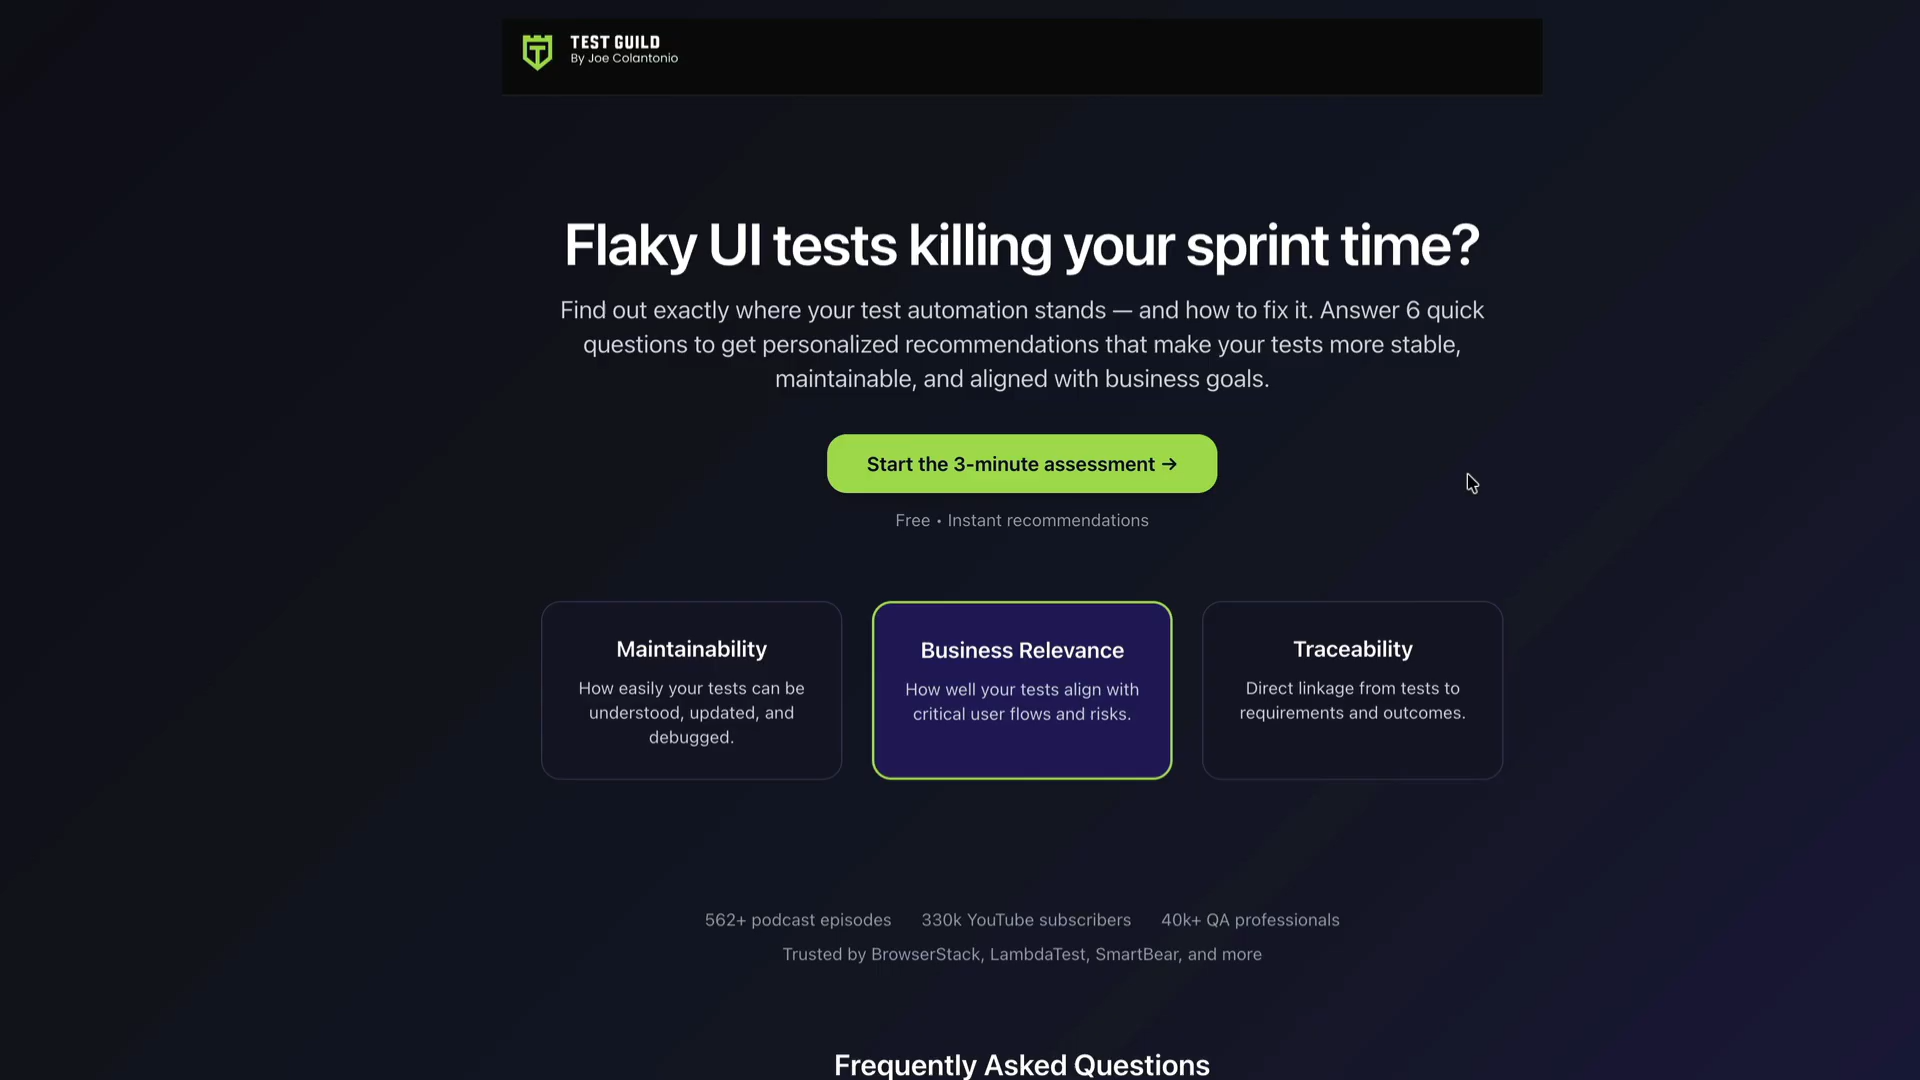 TEST GUILD
By Joe Colantonio
Flaky UI tests killing your sprint time?
Find out exactly where your test automation stands — and how to fix it. Answer 6 quick
questions to get personalized recommendations that make your tests more stable,
maintainable, and aligned with business goals.
Start the 3-minute assessment →
Free • Instant recommendations
Maintainability
How easily your tests can be
understood, updated, and
debugged.
Business Relevance
How well your tests align with
critical user flows and risks.
Traceability
Direct linkage from tests to
requirements and outcomes.
562+ podcast episodes 330k YouTube subscribers 40k+ QA professionals
Trusted by BrowserStack, LambdaTest, SmartBear, and more
Frequently Asked Questions